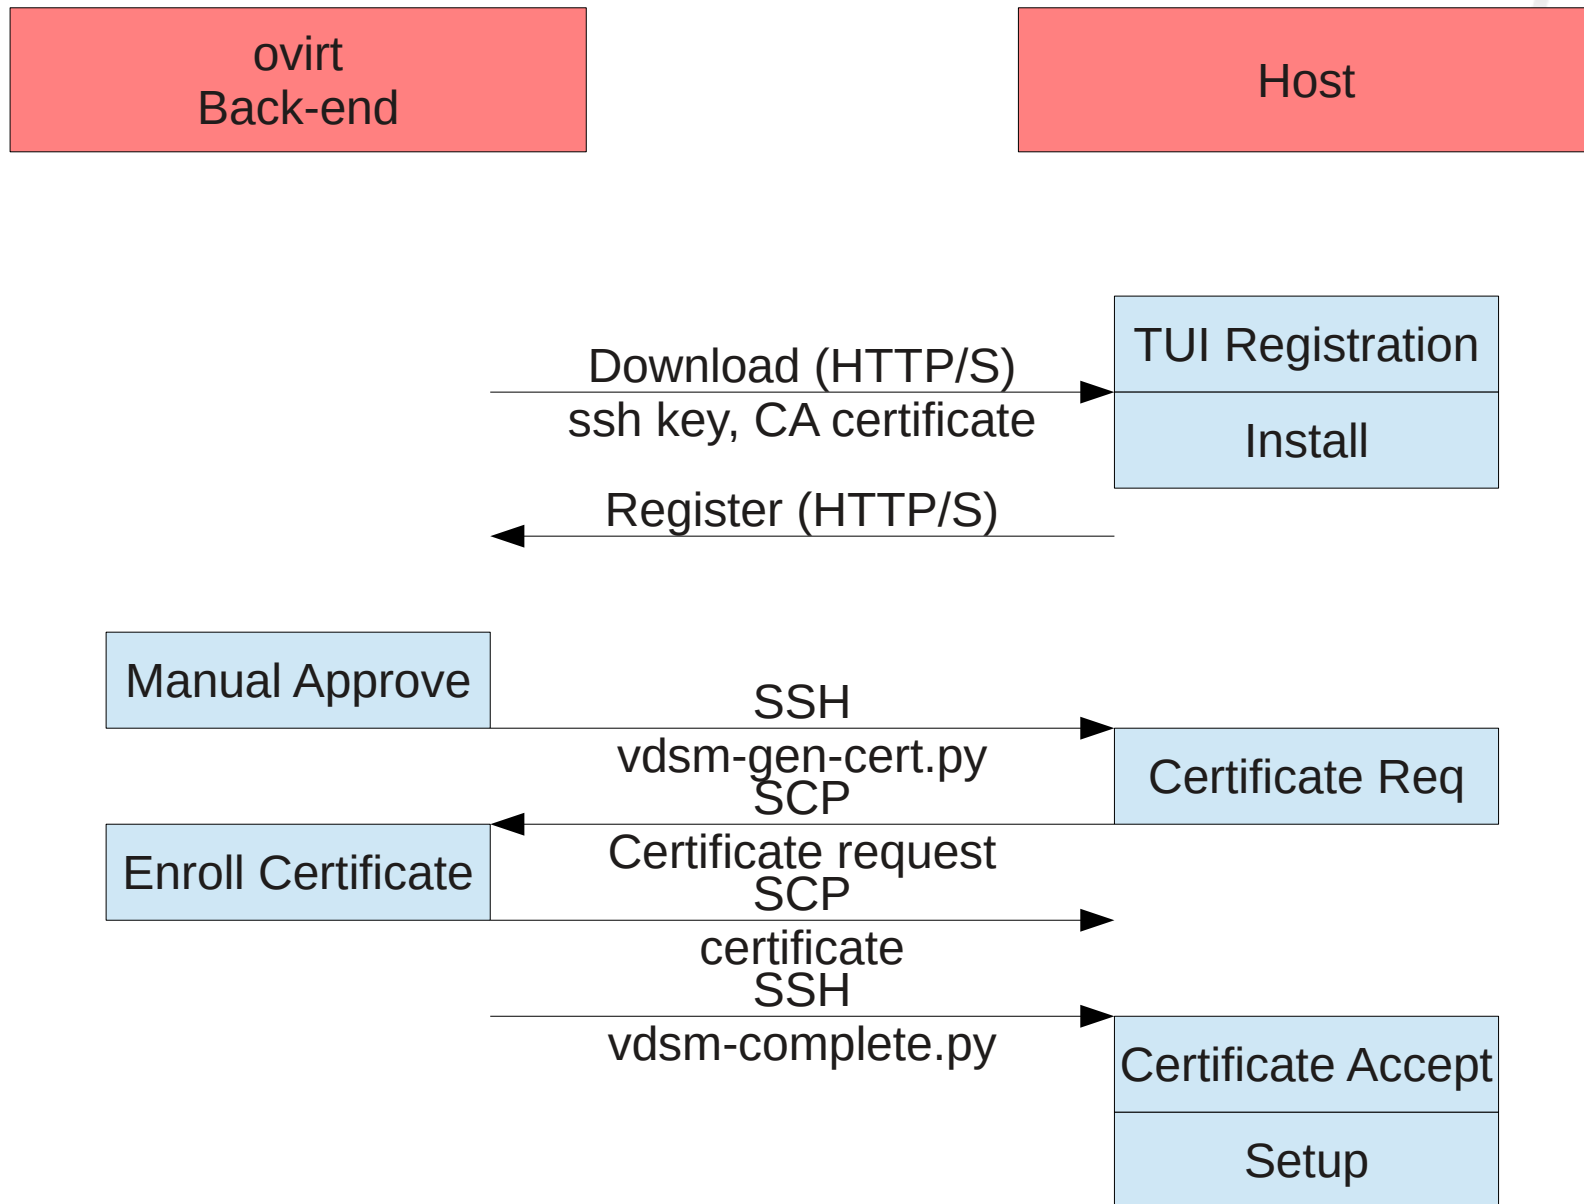 ovirt
Back-end
Host
TUI Registration
Download (HTTP/S)
ssh key, CA certificate
Install
Register (HTTP/S)
Manual Approve
SSH
vdsm-gen-cert.py
Certificate Req
SCP
Certificate request
Enroll Certificate
SCP
certificate
SSH
vdsm-complete.py
Certificate Accept
Setup